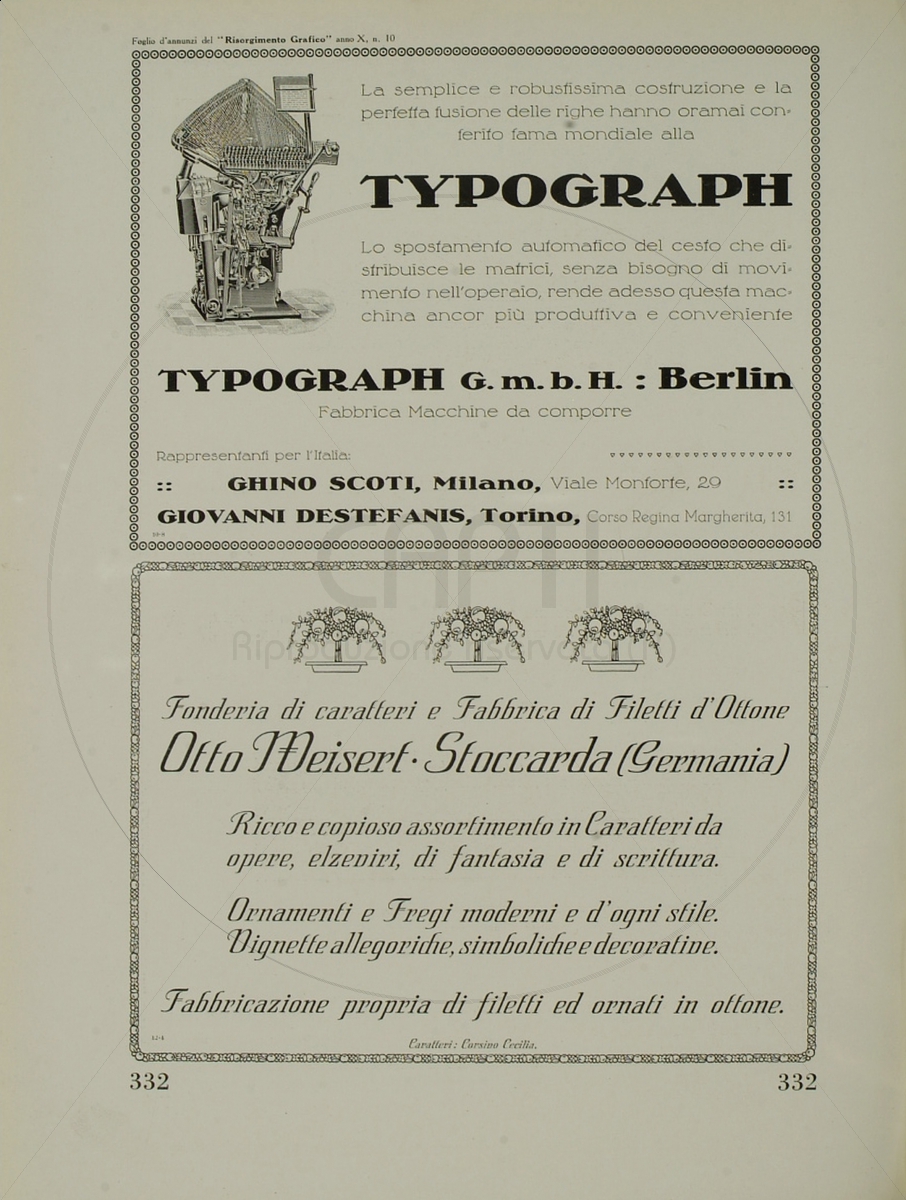 Foglio d'annunzi del "Risorgimento Grafico" anno X, n. 10
La semplice e robustissima costruzione e la
perfetta fusione delle righe hanno oramai con-
ferito fama mondiale alla
TYPOGRAPH
Lo spostamento automatico del cesto che di-
stribuisce le matrici, senza bisogno di movi-
mento nell'operaio, rende adesso questa mac-
china ancor più produttiva e conveniente
TYPOGRAPH G. m. b. H. : Berlin
Fabbrica Macchine da comporre
Rappresentanti per l'Italia:
:: GHINO SCOTI, Milano, Viale Monforte, 29 ::
GIOVANNI DESTEFANIS, Torino, Corso Regina Margherita, 131
CAPTI
Riproduzione riservata (n)
Fonderia di caratteri e Fabbrica di Filetti d'Ottone
Otto Weisert · Stoccarda (Germania)
Ricco e copioso assortimento in Caratteri da
opere, elzeviri, di fantasia e di scrittura.
Ornamenti e Fregi moderni e d'ogni stile.
Vignette allegoriche, simboliche e decorative.
Fabbricazione propria di filetti ed ornati in ottone.
Caratteri: Corsivo Cecilia.
332 332